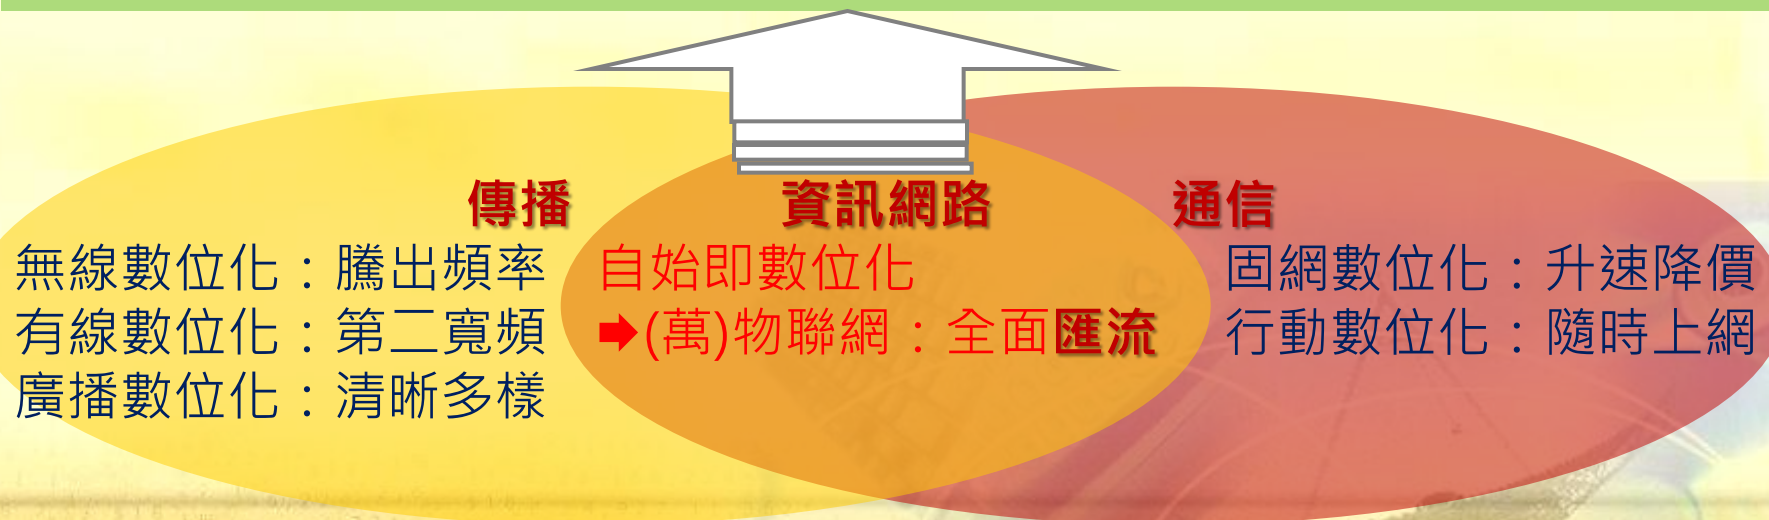 傳播
無線數位化：騰出頻率
有線數位化：第二寬頻
廣播數位化：清晰多樣
資訊網路
自始即數位化
➡(萬)物聯網：全面匯流
通信
固網數位化：升速降價
行動數位化：隨時上網